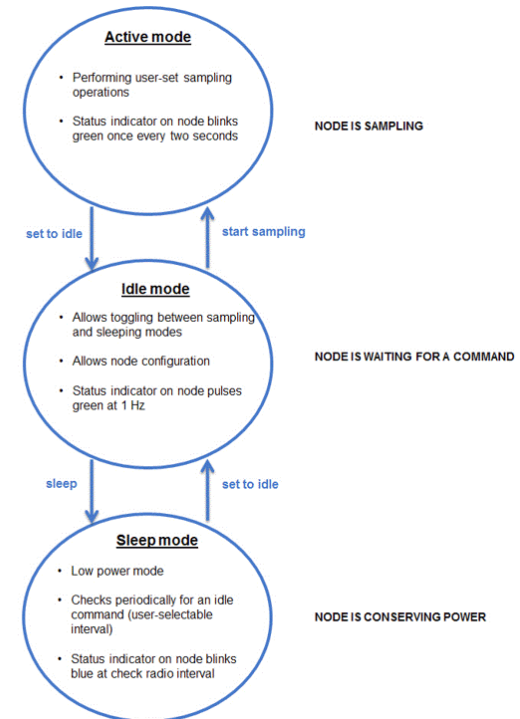 Active mode
• Performing user-set sampling
operations
• Status indicator on node blinks
green once every two seconds
NODE IS SAMPLING
set to idle
start sampling
Idle mode
• Allows toggling between sampling
and sleeping modes
• Allows node configuration
• Status indicator on node pulses
green at 1 Hz
NODE IS WAITING FOR A COMMAND
sleep
set to idle
Sleep mode
• Low power mode
• Checks periodically for an idle
command (user-selectable
interval)
• Status indicator on node blinks
blue at check radio interval
NODE IS CONSERVING POWER